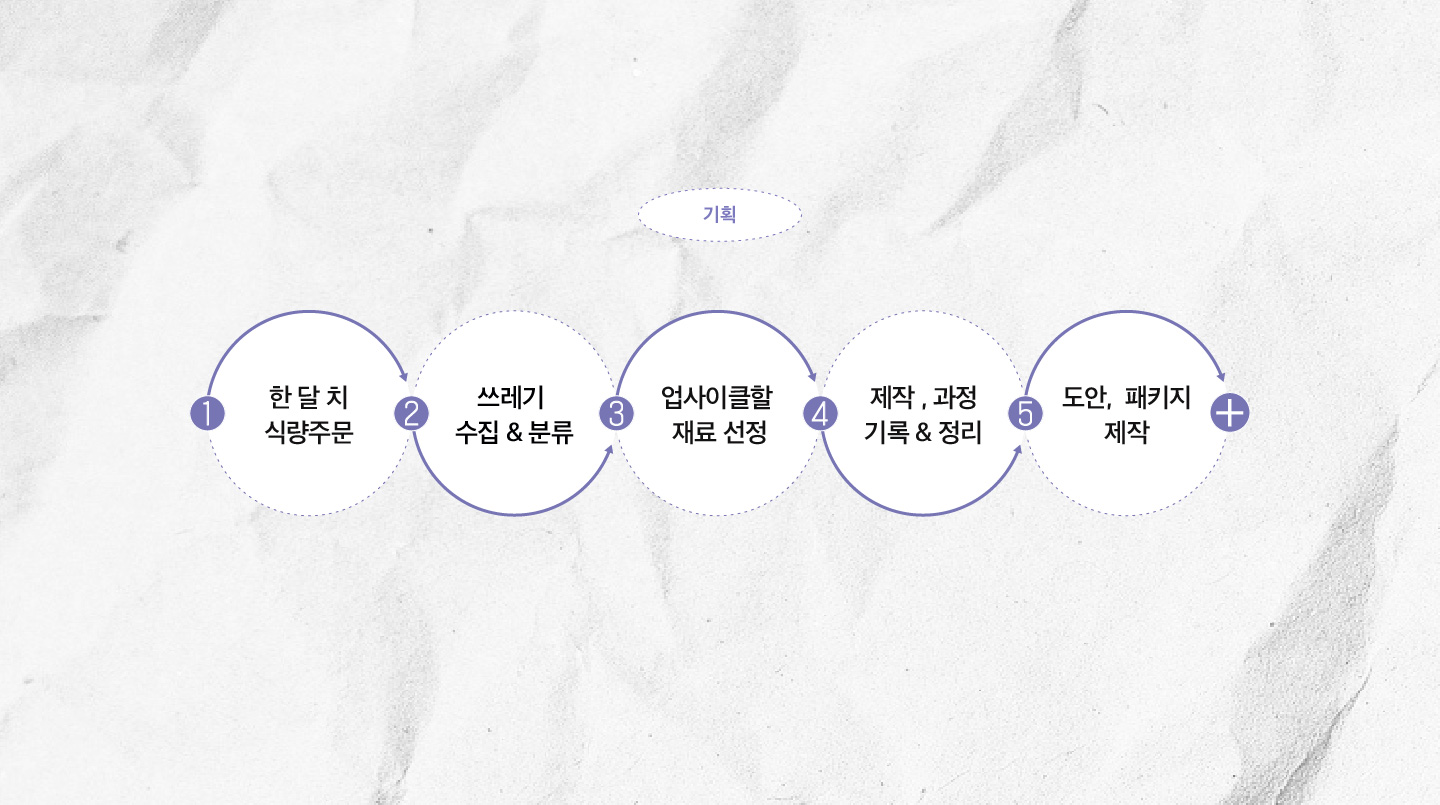 기획
1
한 달 치
식량주문
2
쓰레기
수집 & 분류
3
업사이클할
재료 선정
4
제작 , 과정
기록 & 정리
5
도안,  패키지
제작
+